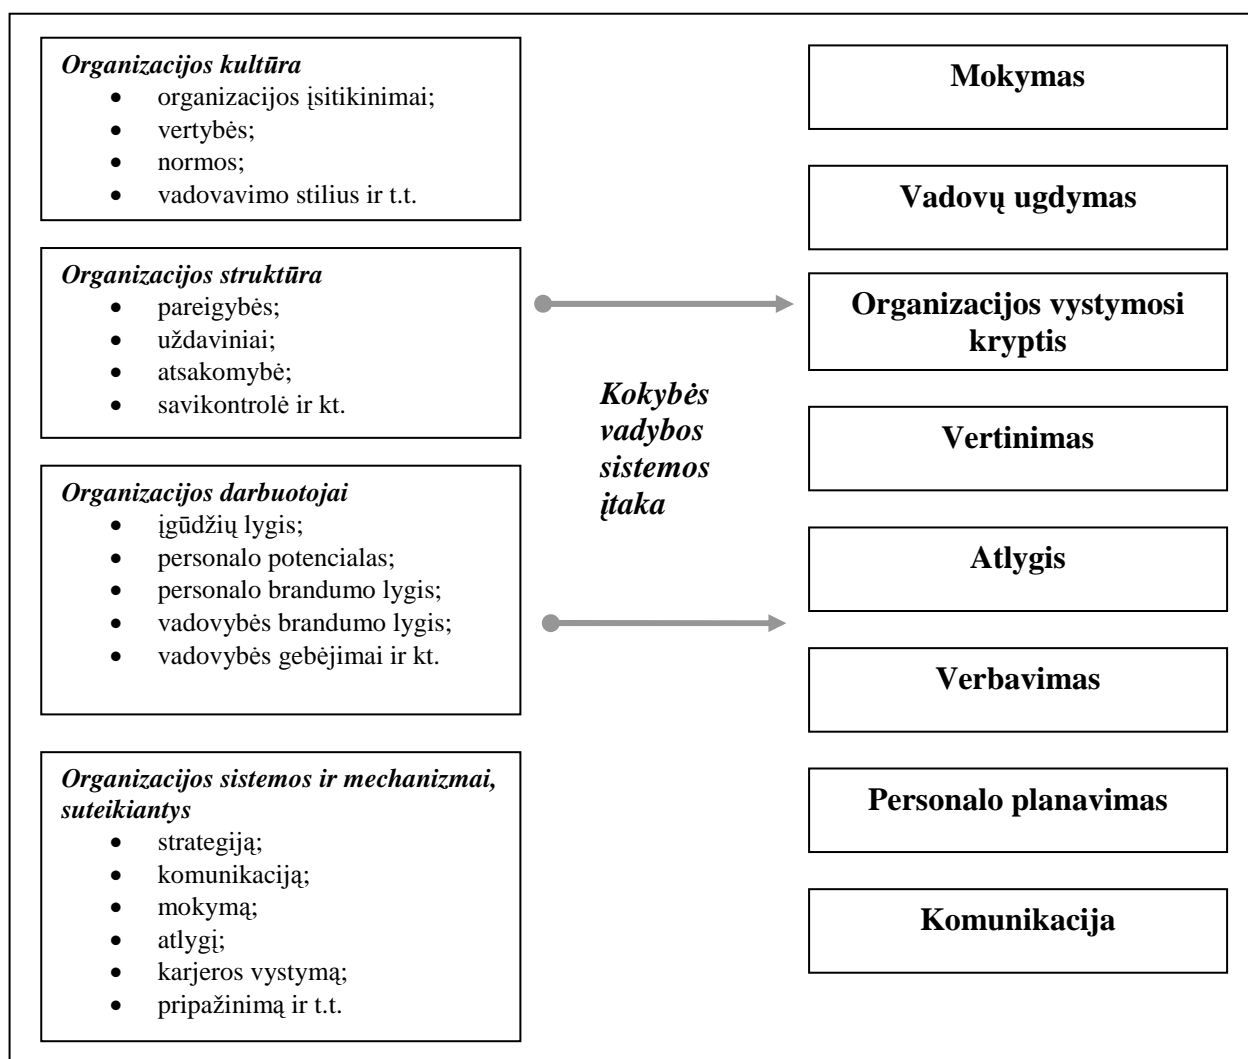 Organizacijos kultūra
• organizacijos įsitikinimai;
• vertybės;
• normos;
• vadovavimo stilius ir t.t.
Organizacijos struktūra
• pareigybės;
• uždaviniai;
• atsakomybė;
• savikontrolė ir kt.
Organizacijos darbuotojai
• įgūdžių lygis;
• personalo potencialas;
• personalo brandumo lygis;
• vadovybės brandumo lygis;
• vadovybės gebėjimai ir kt.
Organizacijos sistemos ir mechanizmai,
suteikiantys
• strategiją;
• komunikaciją;
• mokymą;
• atlygį;
• karjeros vystymą;
• pripažinimą ir t.t.
Kokybės
vadybos
sistemos
įtaka
Mokymas
Vadovų ugdymas
Organizacijos vystymosi
kryptis
Vertinimas
Atlygis
Verbavimas
Personalo planavimas
Komunikacija